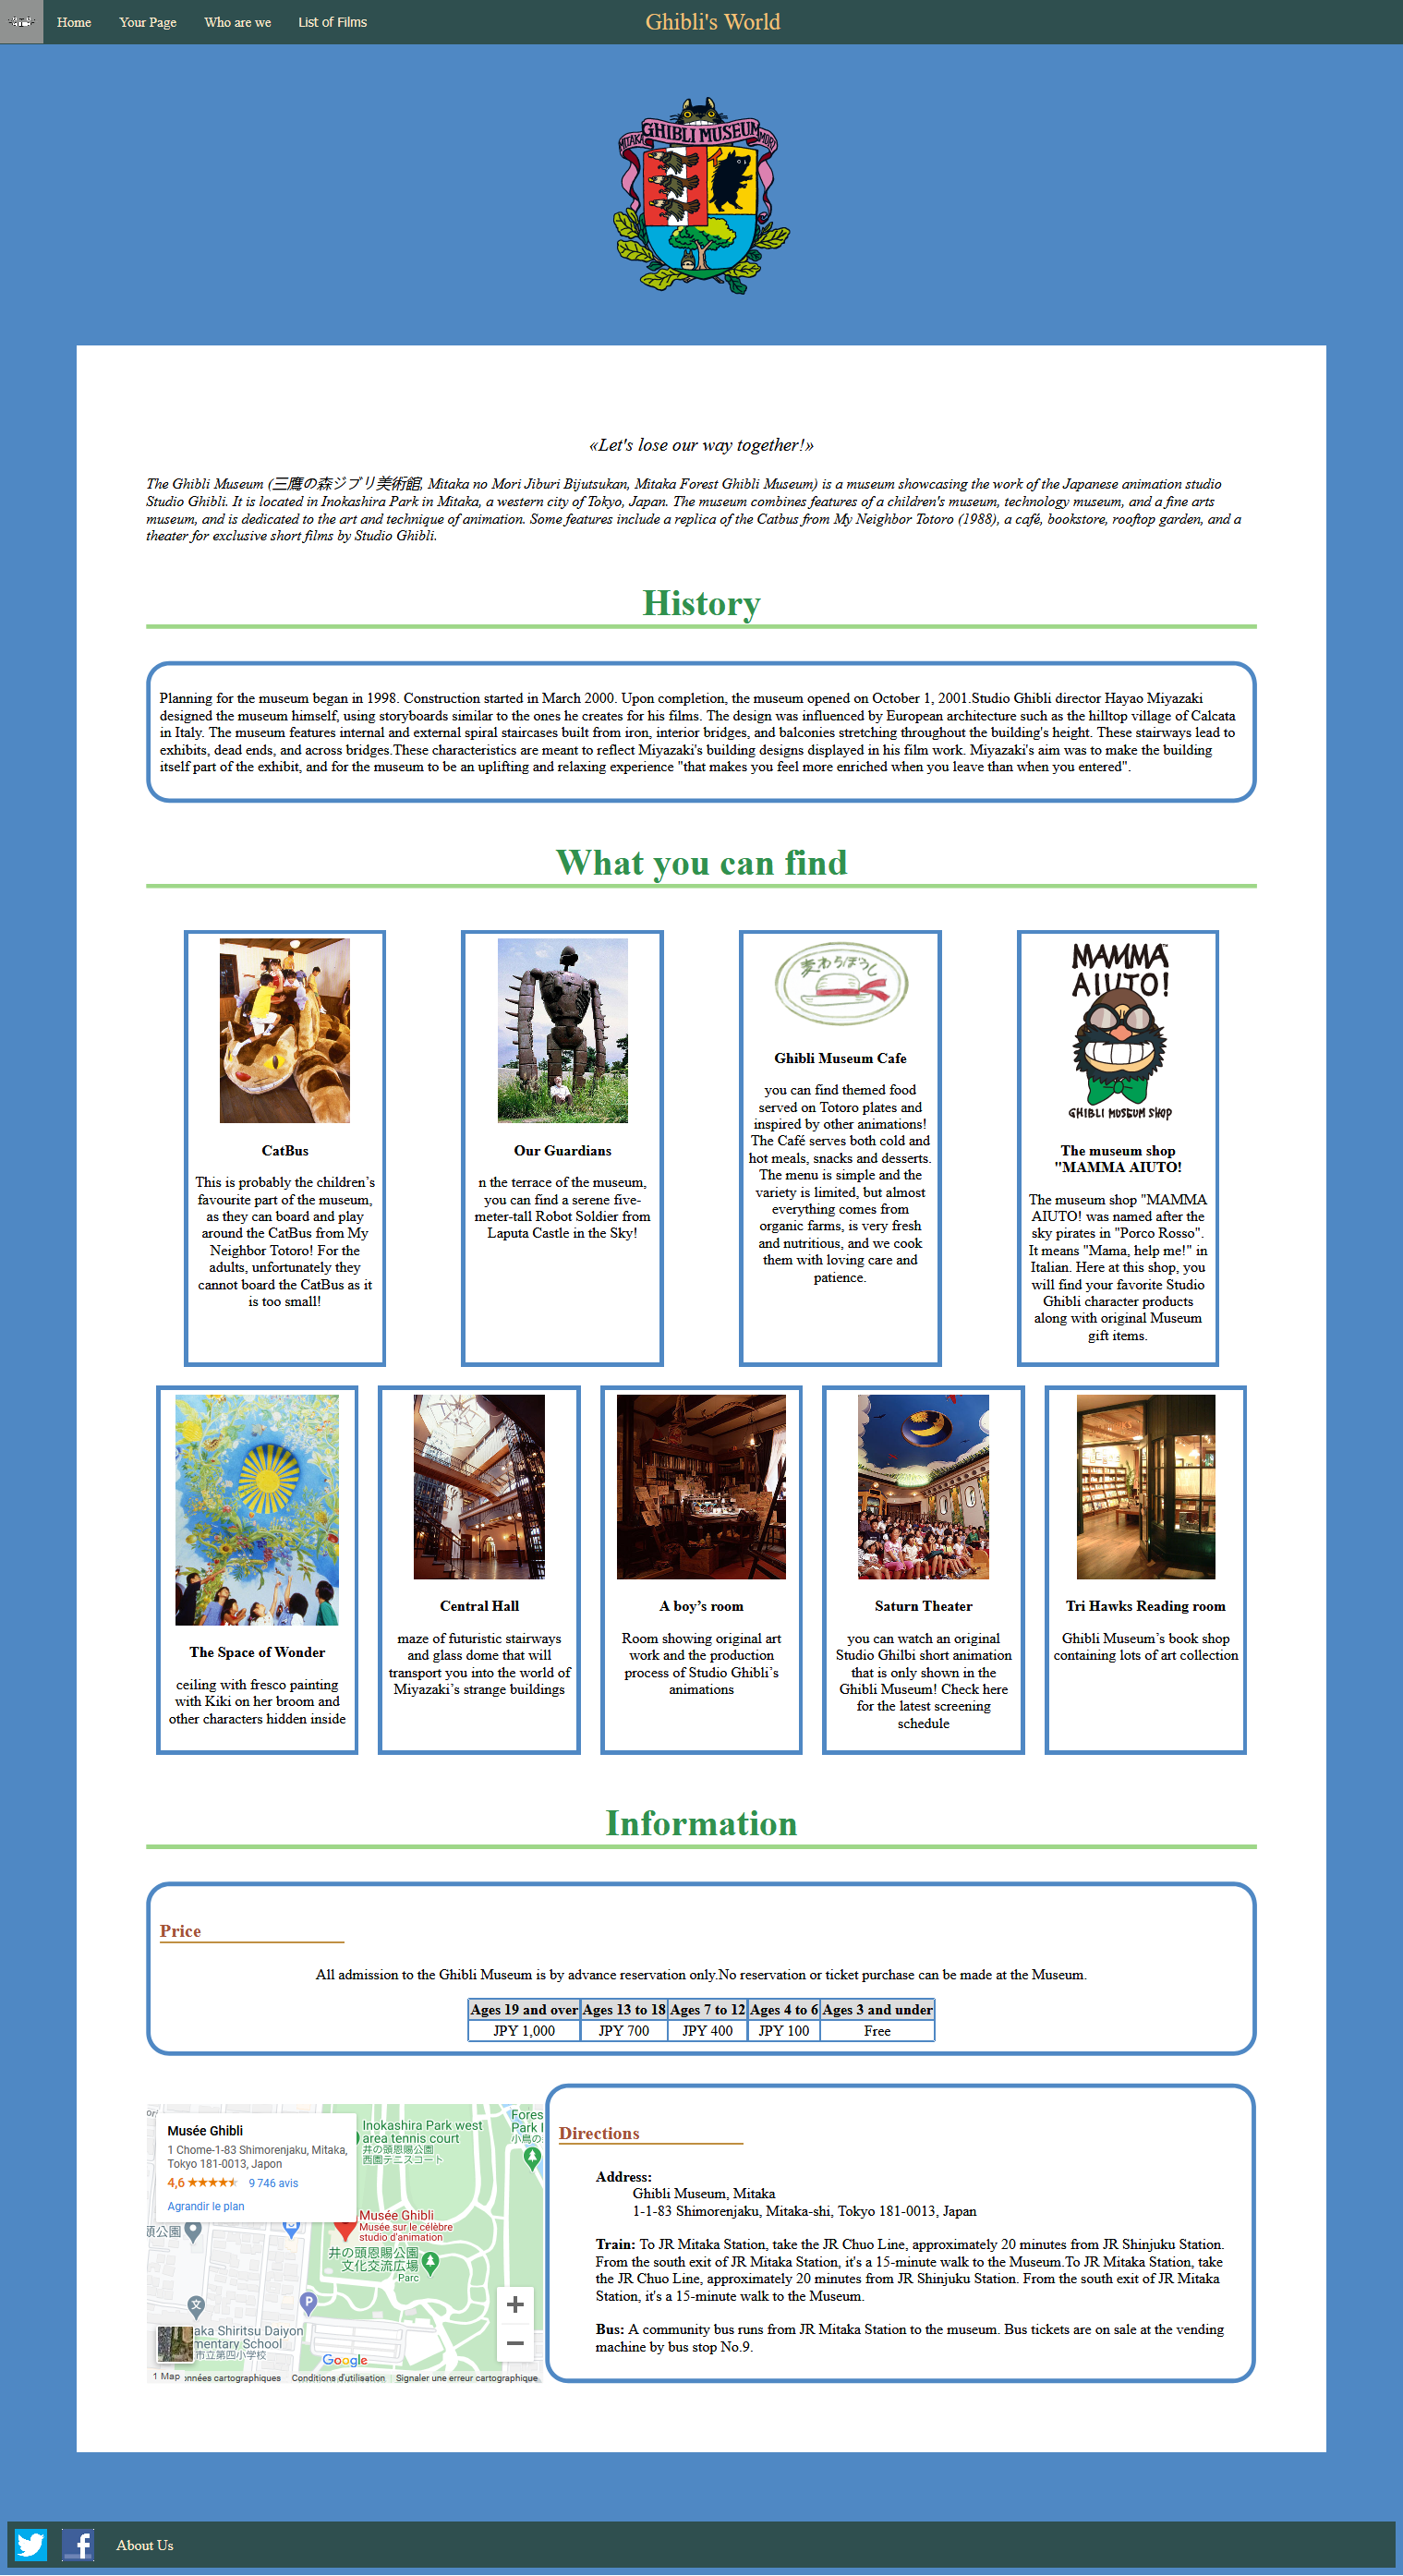 Home Your Page Who are we List of Films Ghibli's World
GHIBLI MUSEUM
MITAKA MORI
«Let's lose our way together!»
The Ghibli Museum (三鷹の森ジブリ美術館, Mitaka no Mori Jiburi Bijutsukan, Mitaka Forest Ghibli Museum) is a museum showcasing the work of the Japanese animation studio
Studio Ghibli. It is located in Inokashira Park in Mitaka, a western city of Tokyo, Japan. The museum combines features of a children's museum, technology museum, and a fine arts
museum, and is dedicated to the art and technique of animation. Some features include a replica of the Catbus from My Neighbor Totoro (1988), a café, bookstore, rooftop garden, and a
theater for exclusive short films by Studio Ghibli.
History
Planning for the museum began in 1998. Construction started in March 2000. Upon completion, the museum opened on October 1, 2001.Studio Ghibli director Hayao Miyazaki
designed the museum himself, using storyboards similar to the ones he creates for his films. The design was influenced by European architecture such as the hilltop village of Calcata
in Italy. The museum features internal and external spiral staircases built from iron, interior bridges, and balconies stretching throughout the building's height. These stairways lead to
exhibits, dead ends, and across bridges.These characteristics are meant to reflect Miyazaki's building designs displayed in his film work. Miyazaki's aim was to make the building
itself part of the exhibit, and for the museum to be an uplifting and relaxing experience "that makes you feel more enriched when you leave than when you entered".
What you can find
CatBus
This is probably the children’s
favourite part of the museum,
as they can board and play
around the CatBus from My
Neighbor Totoro! For the
adults, unfortunately they
cannot board the CatBus as it
is too small!
Our Guardians
n the terrace of the museum,
you can find a serene five-
meter-tall Robot Soldier from
Laputa Castle in the Sky!
麦わらぼうし
Ghibli Museum Cafe
you can find themed food
served on Totoro plates and
inspired by other animations!
The Café serves both cold and
hot meals, snacks and desserts.
The menu is simple and the
variety is limited, but almost
everything comes from
organic farms, is very fresh
and nutritious, and we cook
them with loving care and
patience.
MAMMA
AIUTO!
GHIBLI MUSEUM SHOP
The museum shop
"MAMMA AIUTO!
The museum shop "MAMMA
AIUTO! was named after the
sky pirates in "Porco Rosso".
It means "Mama, help me!" in
Italian. Here at this shop, you
will find your favorite Studio
Ghibli character products
along with original Museum
gift items.
The Space of Wonder
ceiling with fresco painting
with Kiki on her broom and
other characters hidden inside
Central Hall
maze of futuristic stairways
and glass dome that will
transport you into the world of
Miyazaki’s strange buildings
A boy’s room
Room showing original art
work and the production
process of Studio Ghibli’s
animations
Saturn Theater
you can watch an original
Studio Ghilbi short animation
that is only shown in the
Ghibli Museum! Check here
for the latest screening
schedule
Tri Hawks Reading room
Ghibli Museum’s book shop
containing lots of art collection
Information
Price
All admission to the Ghibli Museum is by advance reservation only.No reservation or ticket purchase can be made at the Museum.
Ages 19 and over Ages 13 to 18 Ages 7 to 12 Ages 4 to 6 Ages 3 and under
JPY 1,000 JPY 700 JPY 400 JPY 100 Free
Musée Ghibli
1 Chome-1-83 Shimorenjaku, Mitaka,
Tokyo 181-0013, Japon
4,6 9 746 avis
Agrandir le plan
Inokashira Park west
area tennis court
井の頭恩賜公園
西園テニスコート
Fores
Park
小鳥の
Musée Ghibli
Musée sur le célèbre
studio d'animation
頭公園
井の頭恩賜公園
文化交流広場
Parc
P
文
aka Shiritsu Daiyon
mentary School
市立第四小学校
Google
+
−
1 Map nnées cartographiques Conditions d'utilisation Signaler une erreur cartographique
Directions
Address:
Ghibli Museum, Mitaka
1-1-83 Shimorenjaku, Mitaka-shi, Tokyo 181-0013, Japan
Train: To JR Mitaka Station, take the JR Chuo Line, approximately 20 minutes from JR Shinjuku Station.
From the south exit of JR Mitaka Station, it's a 15-minute walk to the Museum.To JR Mitaka Station, take
the JR Chuo Line, approximately 20 minutes from JR Shinjuku Station. From the south exit of JR Mitaka
Station, it's a 15-minute walk to the Museum.
Bus: A community bus runs from JR Mitaka Station to the museum. Bus tickets are on sale at the vending
machine by bus stop No.9.
f About Us